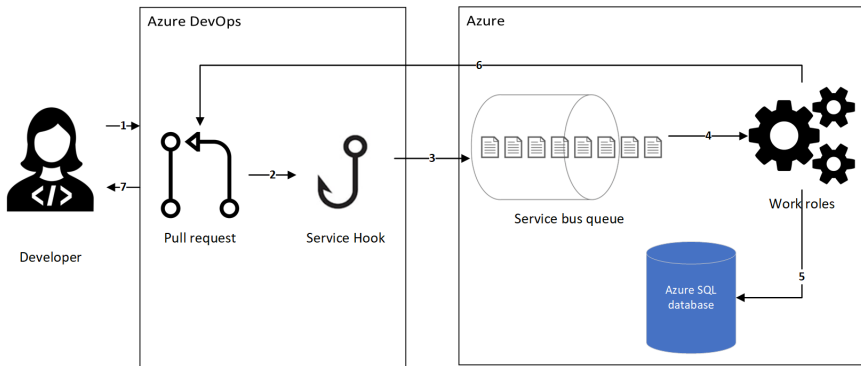 Azure DevOps
Azure
6
1
2
3
4
7
</>
Developer
Pull request
Service Hook
Service bus queue
Work roles
5
Azure SQL
database